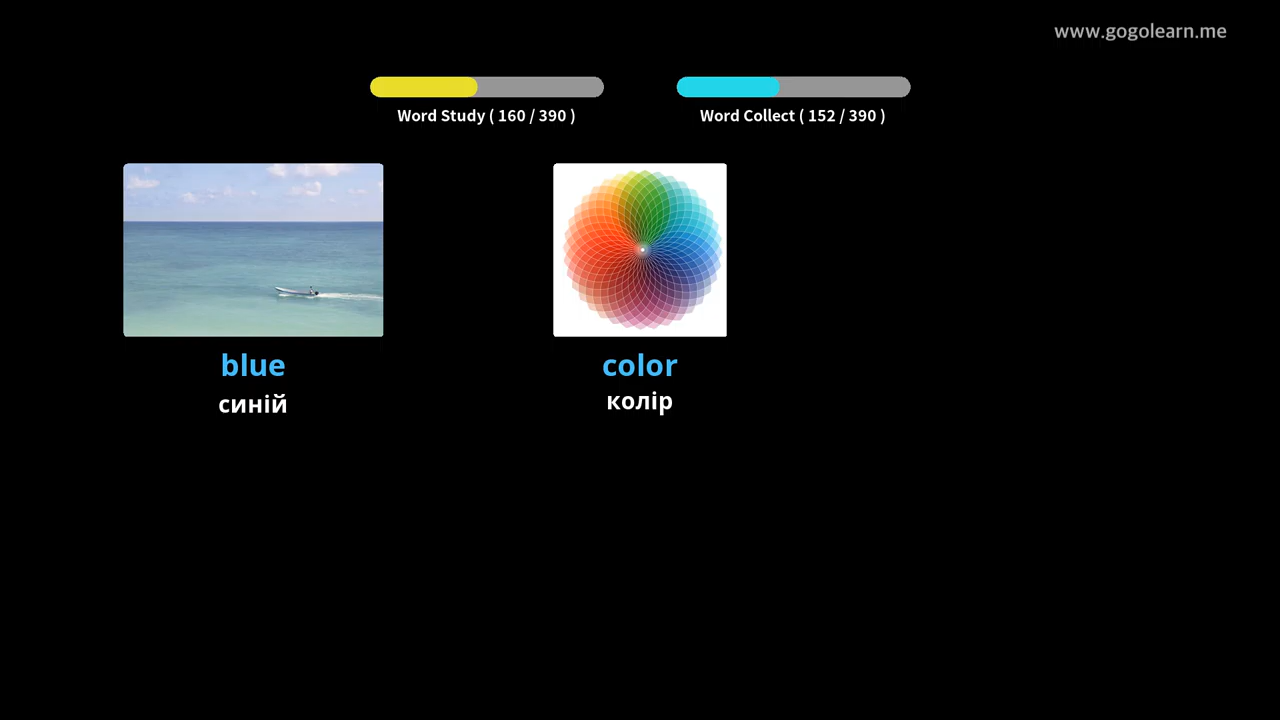 www.gogolearn.me
Word Study ( 160 / 390 )
Word Collect ( 152 / 390 )
blue
синій
color
колір